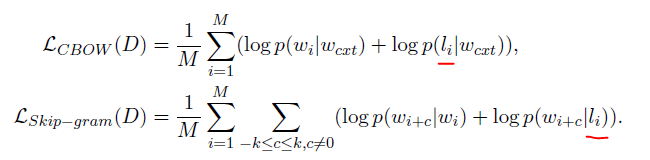 $\mathcal{L}_{CBOW}(D) = \frac{1}{M} \sum_{i=1}^{M} (\log p(w_i|w_{cxt}) + \log p(l_i|w_{cxt})),$
$\mathcal{L}_{Skip-gram}(D) = \frac{1}{M} \sum_{i=1}^{M} \sum_{-k \leq c \leq k, c \neq 0} (\log p(w_{i+c}|w_i) + \log p(w_{i+c}|l_i)).$